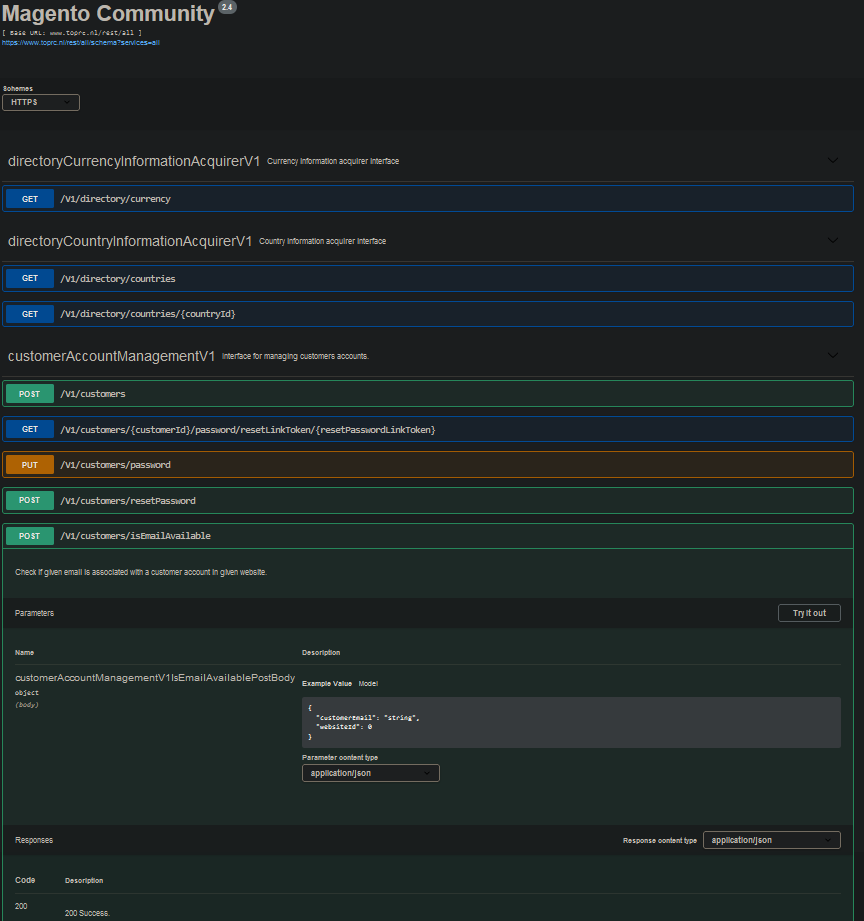 Magento Community 2.4
[ Base URL: www.toprc.nl/rest/all ]
https://www.toprc.nl/rest/all/schema?services=all
Schemes
HTTPS
directoryCurrencyInformationAcquirerV1 Currency information acquirer interface
GET /V1/directory/currency
directoryCountryInformationAcquirerV1 Country information acquirer interface
GET /V1/directory/countries
GET /V1/directory/countries/{countryId}
customerAccountManagementV1 Interface for managing customers accounts.
POST /V1/customers
GET /V1/customers/{customerId}/password/resetLinkToken/{resetPasswordLinkToken}
PUT /V1/customers/password
POST /V1/customers/resetPassword
POST /V1/customers/isEmailAvailable
Check if given email is associated with a customer account in given website.
Parameters Try it out
Name Description
customerAccountManagementV1IsEmailAvailablePostBody
object
(body)
Example Value Model
{
"customerEmail": "string",
"websiteId": 0
}
Parameter content type
application/json
Responses Response content type application/json
Code Description
200 200 Success.